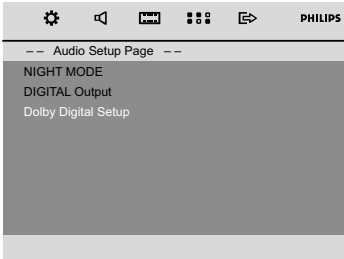 PHILIPS
-- Audio Setup Page --
NIGHT MODE
DIGITAL Output
Dolby Digital Setup